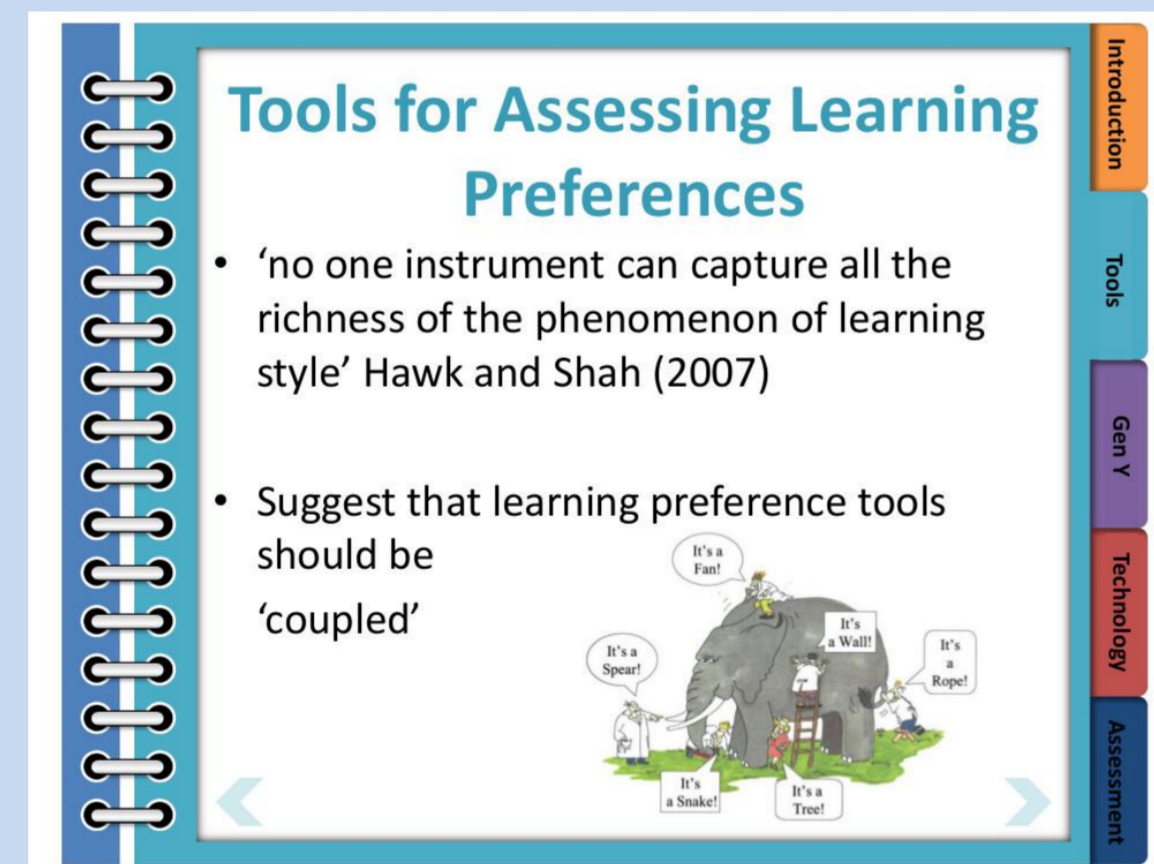 Tools for Assessing Learning
Preferences
• ‘no one instrument can capture all the
richness of the phenomenon of learning
style’ Hawk and Shah (2007)
• Suggest that learning preference tools
should be
‘coupled’
It's a
Fan!
It's
a Wall!
It's a
Spear!
It's
a
Rope!
It's
a Snake!
It's a
Tree!
Introduction
Tools
Gen Y
Technology
Assessment